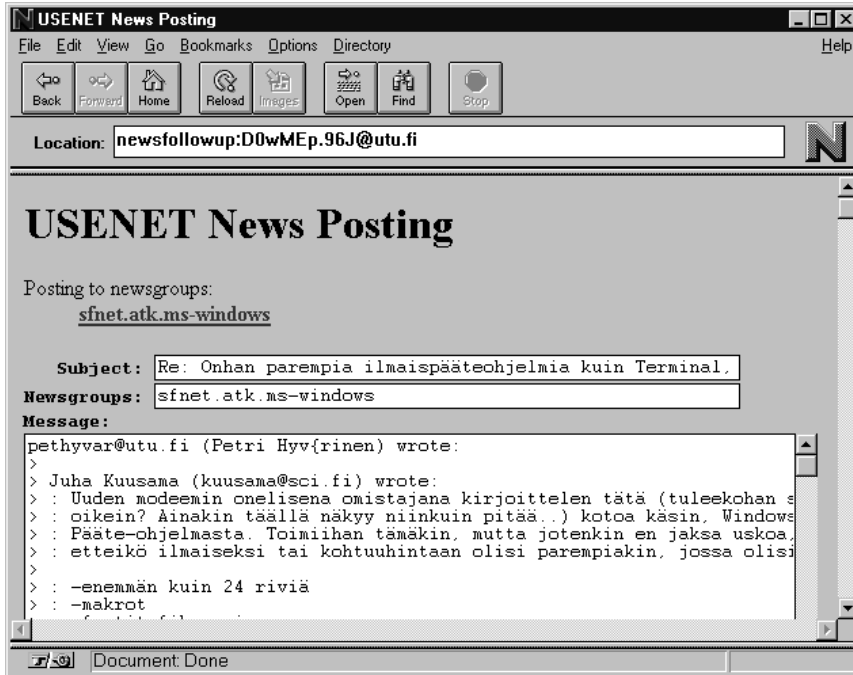 USENET News Posting
File Edit View Go Bookmarks Options Directory Help
Back Forward Home Reload Images Open Find Stop
Location: newsfollowup:D0wMEp.96J@utu.fi
N
USENET News Posting
Posting to newsgroups:
sfnet.atk.ms-windows
Subject: Re: Onhan parempia ilmaispääteohjelmia kuin Terminal,
Newsgroups: sfnet.atk.ms-windows
Message:
pethyvar@utu.fi (Petri Hyv{rinen) wrote:
>
> Juha Kuusama (kuusama@sci.fi) wrote:
> : Uuden modeemin onelisena omistajana kirjoittelen tätä (tuleekohan s
> : oikein? Ainakin täällä näkyy niinkuin pitää..) kotoa käsin, Windows
> : Pääte-ohjelmasta. Toimiihan tämäkin, mutta jotenkin en jaksa uskoa,
> : etteikö ilmaiseksi tai kohtuuhintaan olisi parempiakin, jossa olisi
>
> : -enemmän kuin 24 riviä
> : -makrot
Document: Done